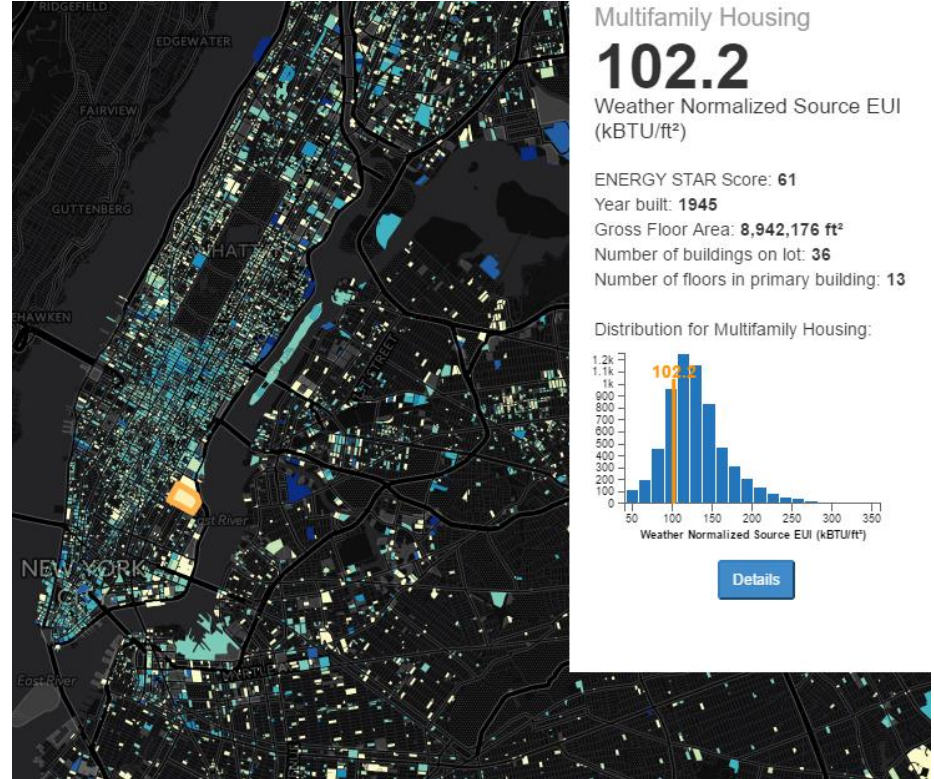 RIDGEFIELD
EDGEWATER
FAIRVIEW
GUTTENBERG
HATT
EHAWKEN
STREET
East River
NEW YORK
East River
Multifamily Housing
102.2
Weather Normalized Source EUI
(kBTU/ft²)
ENERGY STAR Score: 61
Year built: 1945
Gross Floor Area: 8,942,176 ft²
Number of buildings on lot: 36
Number of floors in primary building: 13
Distribution for Multifamily Housing:
102.2
1.2k
1.1k
1k
900
800
700
600
500
400
300
200
100
0
50 100 150 200 250 300 350
Weather Normalized Source EUI (kBTU/ft²)
Details